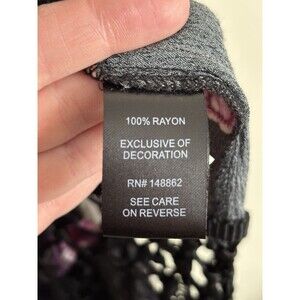 100% RAYON
EXCLUSIVE OF
DECORATION
RN# 148862
SEE CARE
ON REVERSE